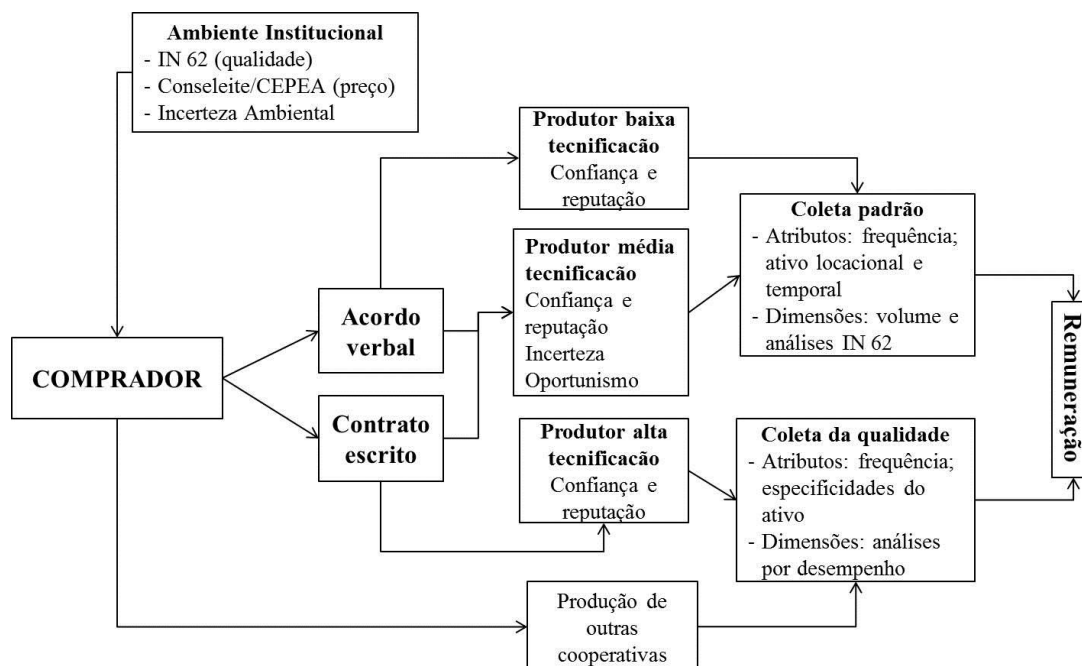 Ambiente Institucional
- IN 62 (qualidade)
- Conseleite/CEPEA (preço)
- Incerteza Ambiental
Produtor baixa
tecnificacão
Confiança e
reputação
Coleta padrão
- Atributos: frequência;
ativo locacional e
temporal
- Dimensões: volume e
análises IN 62
Produtor média
tecnificacão
Confiança e
reputação
Incerteza
Oportunismo
Acordo
verbal
COMPRADOR
Contrato
escrito
Produtor alta
tecnificacão
Confiança e
reputação
Coleta da qualidade
- Atributos: frequência;
especificidades do
ativo
- Dimensões: análises
por desempenho
Remuneração
Produção de
outras
cooperativas